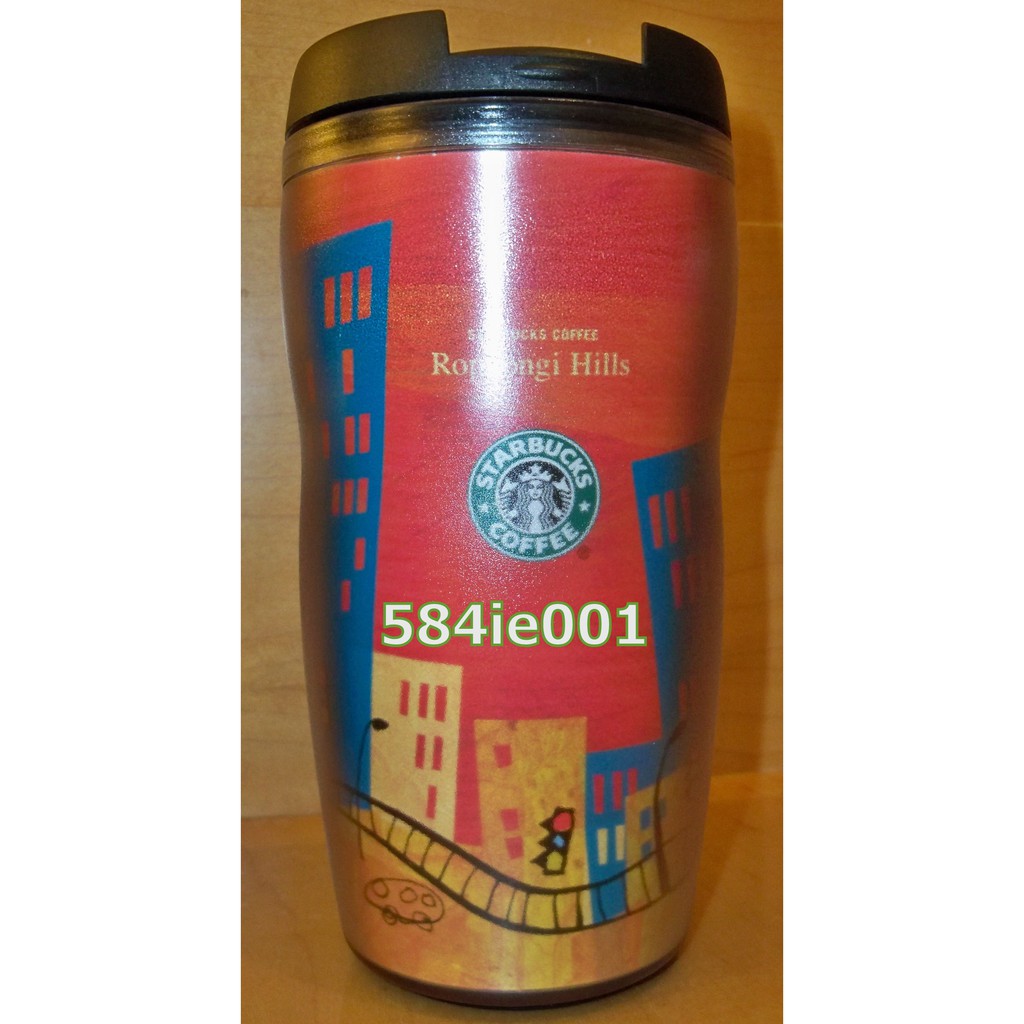 COFFEE
Hills
STARBUCKS
COFFEE
584ie001